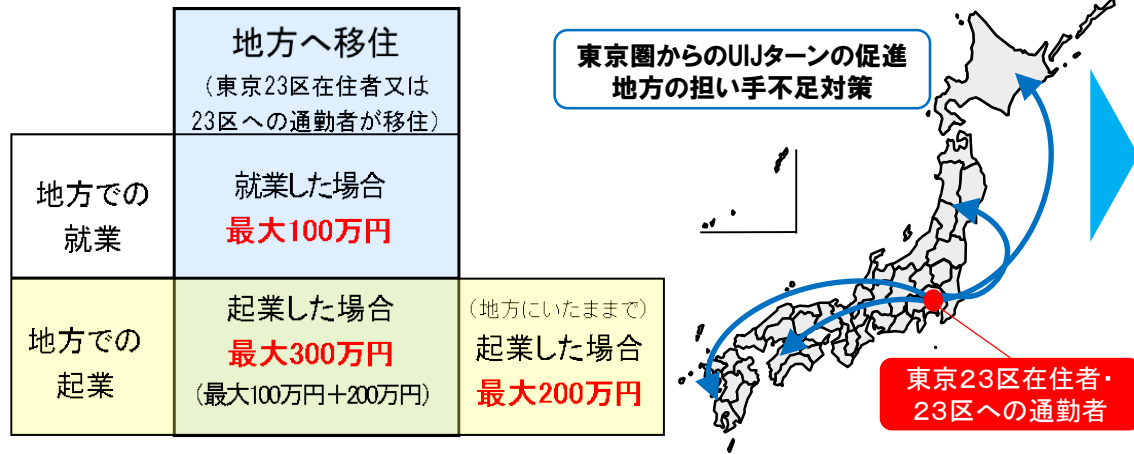 地方へ移住
（東京23区在住者又は
23区への通勤者が移住）
東京圏からのUIJターンの促進
地方の担い手不足対策
地方での
就業
就業した場合
最大100万円
地方での
起業
起業した場合
最大300万円
（最大100万円＋200万円）
（地方にいたままで）
起業した場合
最大200万円
東京23区在住者・
23区への通勤者